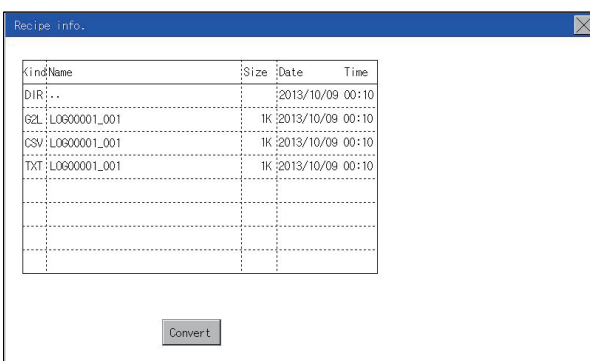 Recipe info.
Kind Name Size Date Time
DIR .. 2013/10/09 00:10
G2L LOG00001_001 1K 2013/10/09 00:10
CSV LOG00001_001 1K 2013/10/09 00:10
TXT LOG00001_001 1K 2013/10/09 00:10
Convert